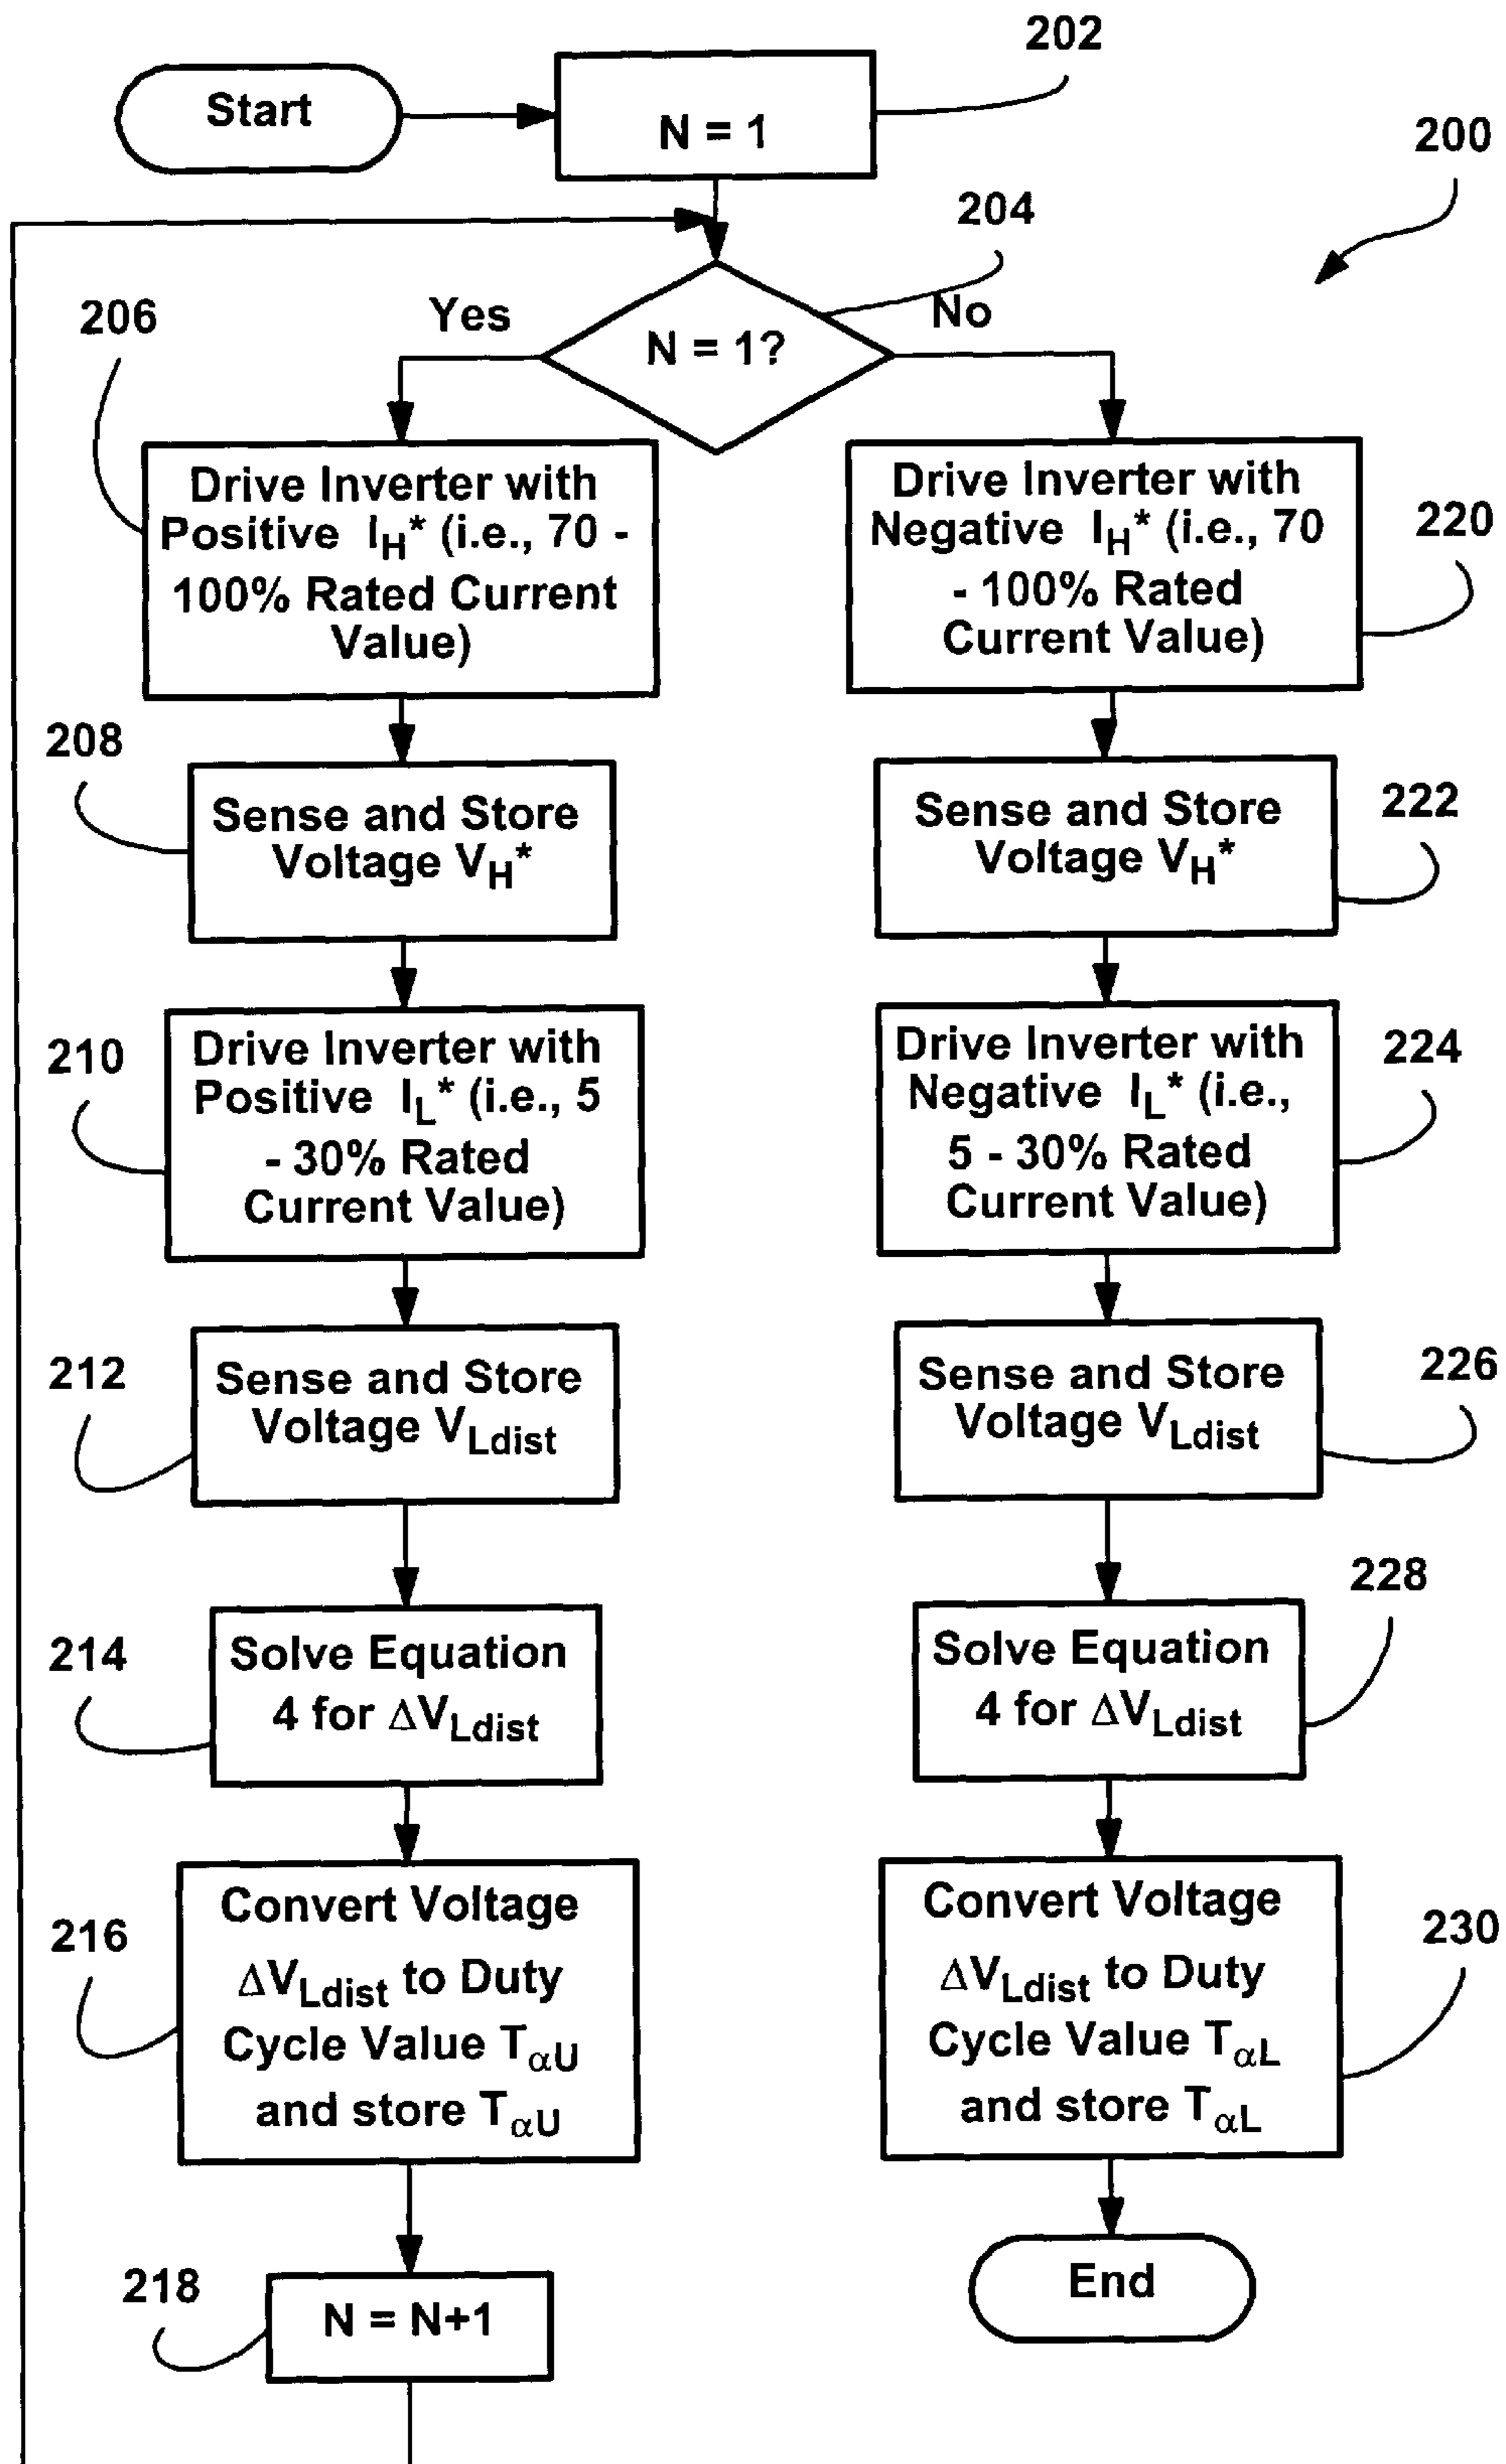 202
Start
N = 1
200
204
206
Yes
No
N = 1?
Drive Inverter with
Positive I_H* (i.e., 70 -
100% Rated Current
Value)
Drive Inverter with
Negative I_H* (i.e., 70
- 100% Rated
Current Value)
220
208
Sense and Store
Voltage V_H*
Sense and Store
Voltage V_H*
222
210
Drive Inverter with
Positive I_L* (i.e., 5
- 30% Rated
Current Value)
Drive Inverter with
Negative I_L* (i.e.,
5 - 30% Rated
Current Value)
224
212
Sense and Store
Voltage V_Ldist
Sense and Store
Voltage V_Ldist
226
214
Solve Equation
4 for ΔV_Ldist
Solve Equation
4 for ΔV_Ldist
228
216
Convert Voltage
ΔV_Ldist to Duty
Cycle Value T_αU
and store T_αU
Convert Voltage
ΔV_Ldist to Duty
Cycle Value T_αL
and store T_αL
230
218
N = N+1
End